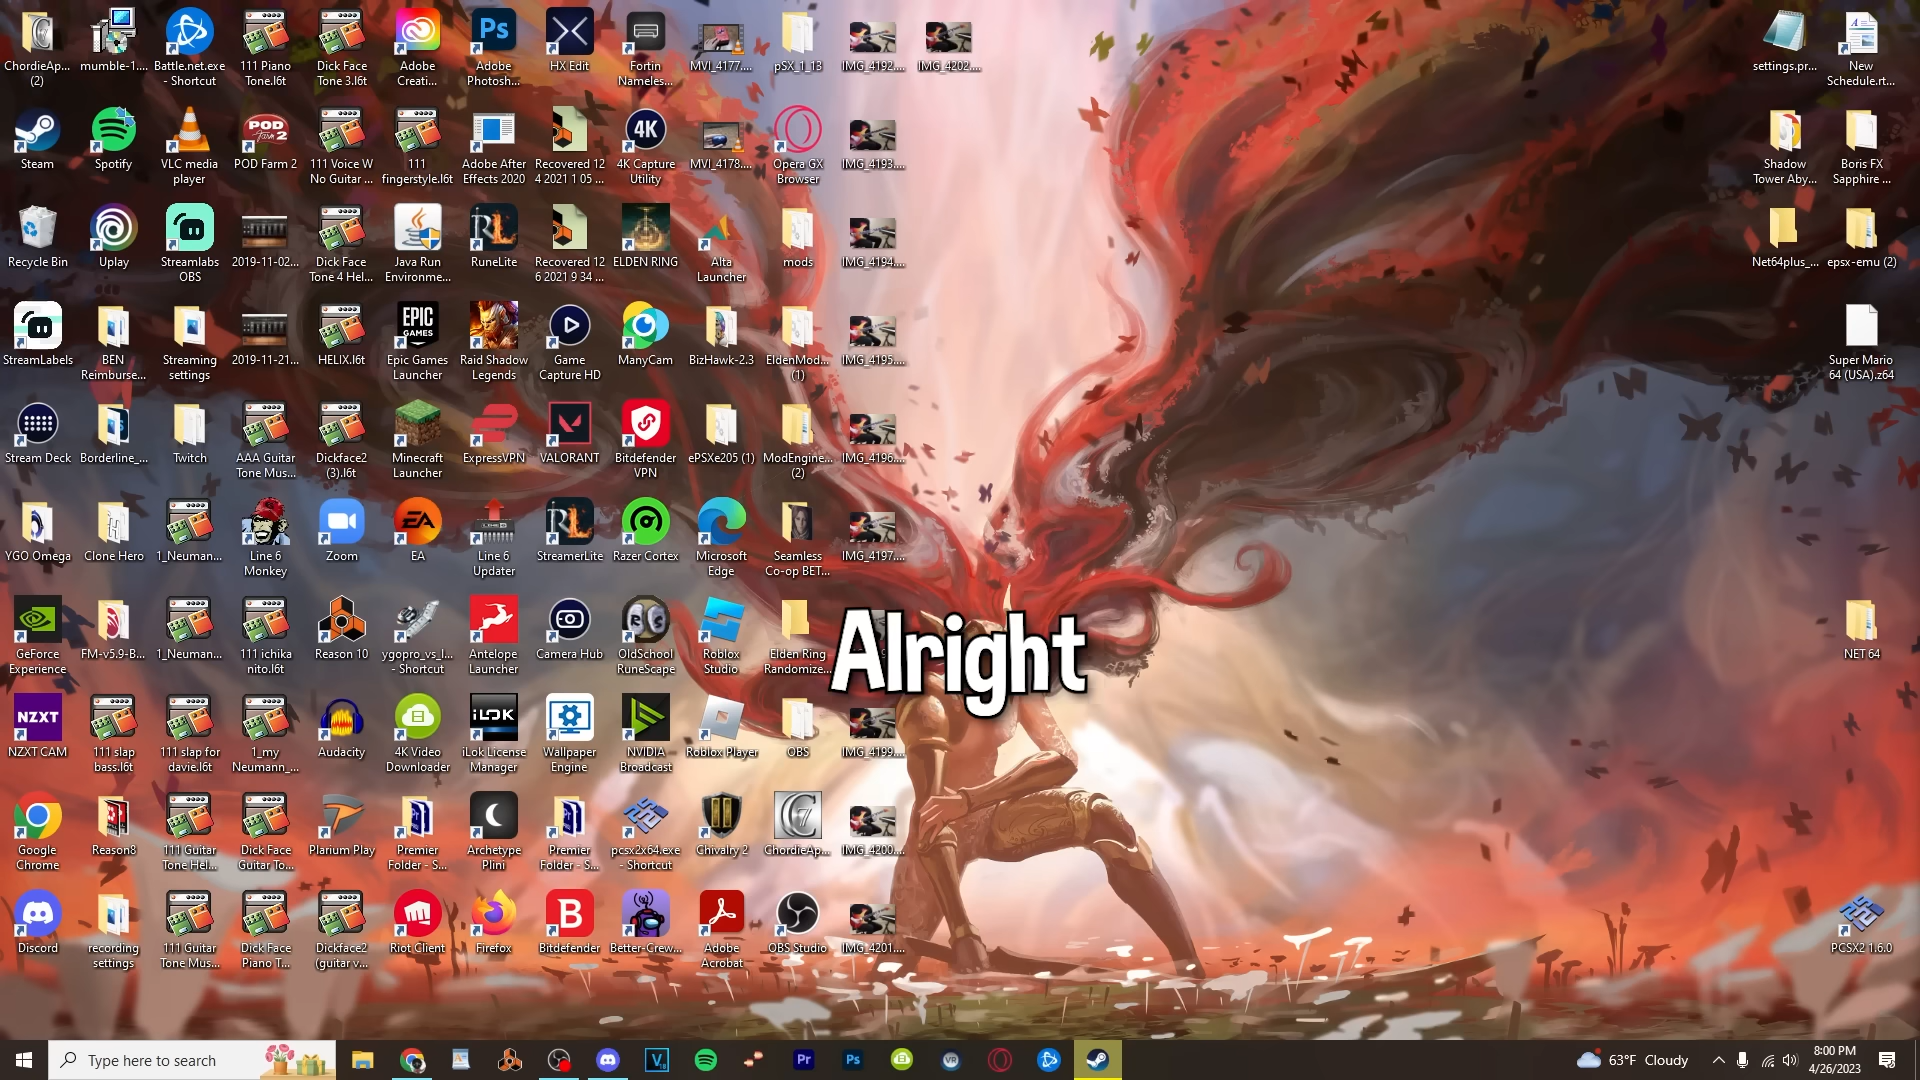 ChordieAp...
(2)
mumble-1....
Battle.net.exe
- Shortcut
111 Piano
Tone.l6t
Dick Face
Tone 3.l6t
Adobe
Creati...
Adobe
Photosh...
HX Edit
Fortin
Nameles...
MVI_4177....
pSX_1_13
IMG_4192....
IMG_4202....
settings.pr...
New
Schedule.rt...
Steam
Spotify
VLC media
player
POD Farm 2
111 Voice W
No Guitar ...
111
fingerstyle.l6t
Adobe After
Effects 2020
Recovered 12
4 2021 1 05 ...
4K Capture
Utility
MVI_4178....
Opera GX
Browser
IMG_4193....
Shadow
Tower Aby...
Boris FX
Sapphire ...
Recycle Bin
Uplay
Streamlabs
OBS
2019-11-02...
Dick Face
Tone 4 Hel...
Java Run
Environme...
RuneLite
Recovered 12
6 2021 9 34 ...
ELDEN RING
Alta
Launcher
mods
IMG_4194....
Net64plus_...
epsx-emu (2)
StreamLabels
BEN
Reimburse...
Streaming
settings
2019-11-21...
HELIX.l6t
Epic Games
Launcher
Raid Shadow
Legends
Game
Capture HD
ManyCam
BizHawk-2.3
EldenMod...
(1)
IMG_4195....
Super Mario
64 (USA).z64
Stream Deck
Borderline_...
Twitch
AAA Guitar
Tone Mus...
Dickface2
(3).l6t
Minecraft
Launcher
ExpressVPN
VALORANT
Bitdefender
VPN
ePSXe205 (1)
ModEngine...
(2)
IMG_4196....
YGO Omega
Clone Hero
1_Neuman...
Line 6
Monkey
Zoom
EA
Line 6
Updater
StreamerLite
Razer Cortex
Microsoft
Edge
Seamless
Co-op BET...
IMG_4197....
GeForce
Experience
FM-v5.9-B...
1_Neuman...
111 ichika
nito.l6t
Reason 10
ygopro_vs_l...
- Shortcut
Antelope
Launcher
Camera Hub
OldSchool
RuneScape
Roblox
Studio
Elden Ring
Randomize...
Alright
NET 64
NZXT CAM
111 slap
bass.l6t
111 slap for
davie.l6t
1_my
Neumann_...
Audacity
4K Video
Downloader
iLok License
Manager
Wallpaper
Engine
NVIDIA
Broadcast
Roblox Player
OBS
IMG_4199....
Google
Chrome
Reason8
111 Guitar
Tone Hel...
Dick Face
Guitar To...
Plarium Play
Premier
Folder - S...
Archetype
Plini
Premier
Folder - S...
pcsx2x64.exe
- Shortcut
Chivalry 2
ChordieAp...
IMG_4200....
Discord
recording
settings
111 Guitar
Tone Mus...
Dick Face
Piano T...
Dickface2
(guitar v...
Riot Client
Firefox
Bitdefender
Better-Crew...
Adobe
Acrobat
OBS Studio
IMG_4201....
PCSX2 1.6.0
Type here to search
63°F Cloudy
8:00 PM
4/26/2023